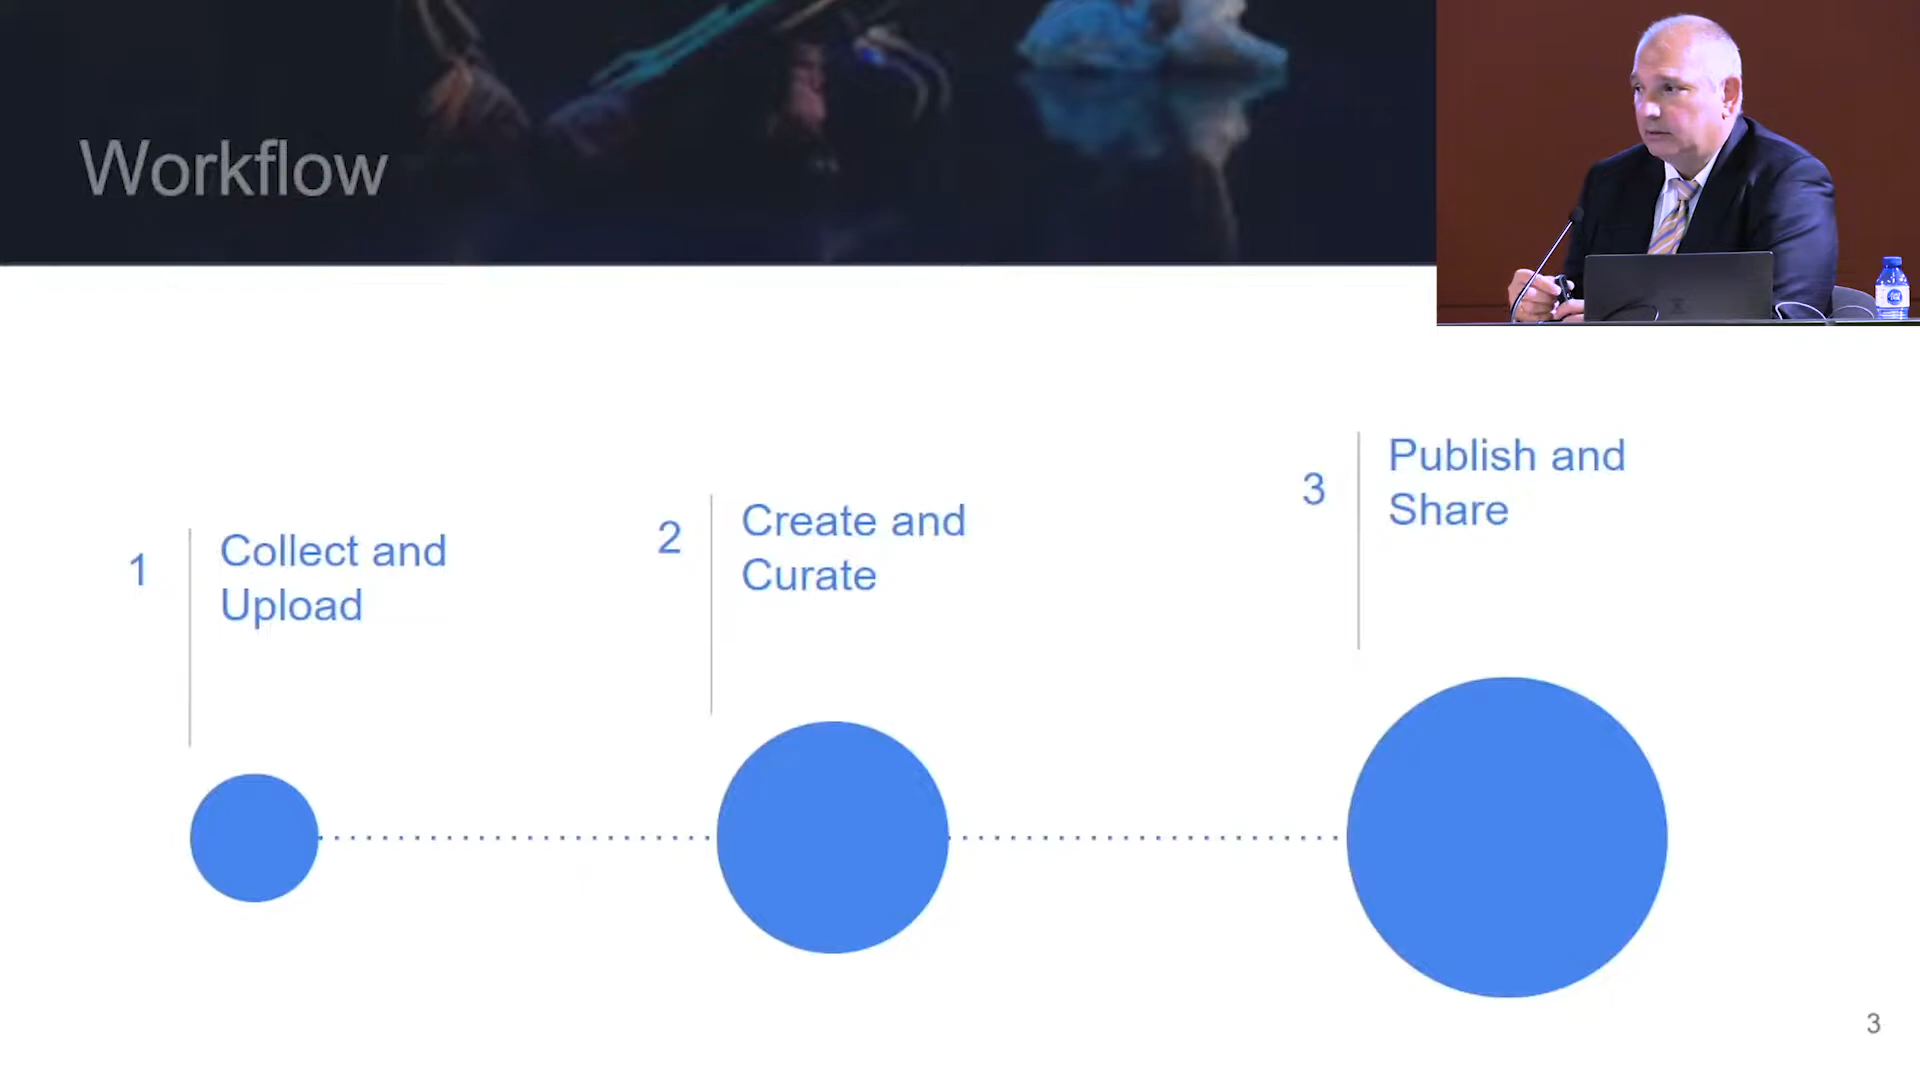 Workflow
1
Collect and
Upload
2
Create and
Curate
3
Publish and
Share
3